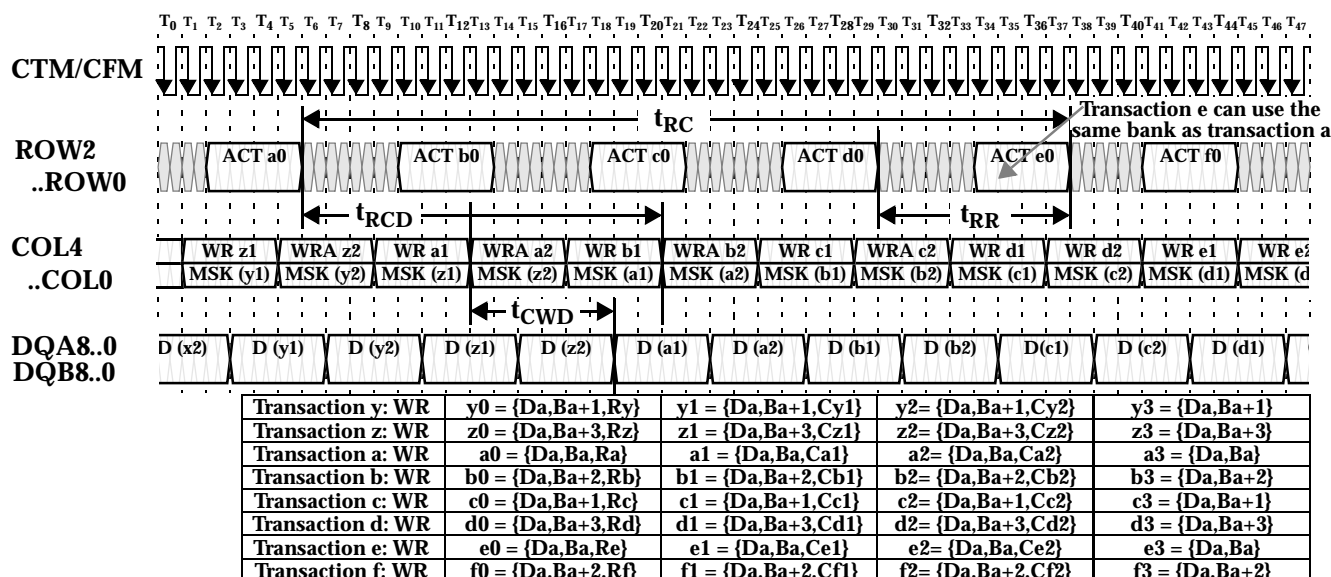 T0 T1 T2 T3 T4 T5 T6 T7 T8 T9 T10 T11 T12 T13 T14 T15 T16 T17 T18 T19 T20 T21 T22 T23 T24 T25 T26 T27 T28 T29 T30 T31 T32 T33 T34 T35 T36 T37 T38 T39 T40 T41 T42 T43 T44 T45 T46 T47
CTM/CFM
tRC
Transaction e can use the
same bank as transaction a
ROW2
..ROW0
ACT a0 ACT b0 ACT c0 ACT d0 ACT e0 ACT f0
tRCD
tRR
COL4
..COL0
WR z1 WRA z2 WR a1 WRA a2 WR b1 WRA b2 WR c1 WRA c2 WR d1 WR d2 WR e1 WR e2
MSK (y1) MSK (y2) MSK (z1) MSK (z2) MSK (a1) MSK (a2) MSK (b1) MSK (b2) MSK (c1) MSK (c2) MSK (d1) MSK (d
tCWD
DQA8..0
DQB8..0
D (x2) D (y1) D (y2) D (z1) D (z2) D (a1) D (a2) D (b1) D (b2) D(c1) D (c2) D (d1)
Transaction y: WR y0 = {Da,Ba+1,Ry} y1 = {Da,Ba+1,Cy1} y2= {Da,Ba+1,Cy2} y3 = {Da,Ba+1}
Transaction z: WR z0 = {Da,Ba+3,Rz} z1 = {Da,Ba+3,Cz1} z2= {Da,Ba+3,Cz2} z3 = {Da,Ba+3}
Transaction a: WR a0 = {Da,Ba,Ra} a1 = {Da,Ba,Ca1} a2= {Da,Ba,Ca2} a3 = {Da,Ba}
Transaction b: WR b0 = {Da,Ba+2,Rb} b1 = {Da,Ba+2,Cb1} b2= {Da,Ba+2,Cb2} b3 = {Da,Ba+2}
Transaction c: WR c0 = {Da,Ba+1,Rc} c1 = {Da,Ba+1,Cc1} c2= {Da,Ba+1,Cc2} c3 = {Da,Ba+1}
Transaction d: WR d0 = {Da,Ba+3,Rd} d1 = {Da,Ba+3,Cd1} d2= {Da,Ba+3,Cd2} d3 = {Da,Ba+3}
Transaction e: WR e0 = {Da,Ba,Re} e1 = {Da,Ba,Ce1} e2= {Da,Ba,Ce2} e3 = {Da,Ba}
Transaction f: WR f0 = {Da,Ba+2,Rf} f1 = {Da,Ba+2,Cf1} f2= {Da,Ba+2,Cf2} f3 = {Da,Ba+2}